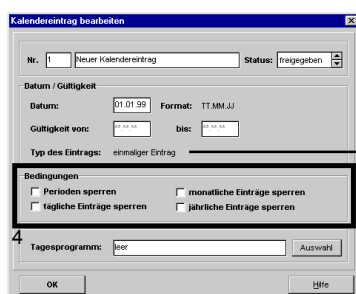 Kalendereintrag bearbeiten
Nr. 1 Neuer Kalendereintrag Status: freigegeben
Datum / Gültigkeit
Datum: 01.01.99 Format: TT.MM.JJ
Gültigkeit von: **.**.** bis: **.**.**
Typ des Eintrags: einmaliger Eintrag
Bedingungen
Perioden sperren monatliche Einträge sperren
tägliche Einträge sperren jährliche Einträge sperren
4
Tagesprogramm: leer Auswahl
OK Hilfe